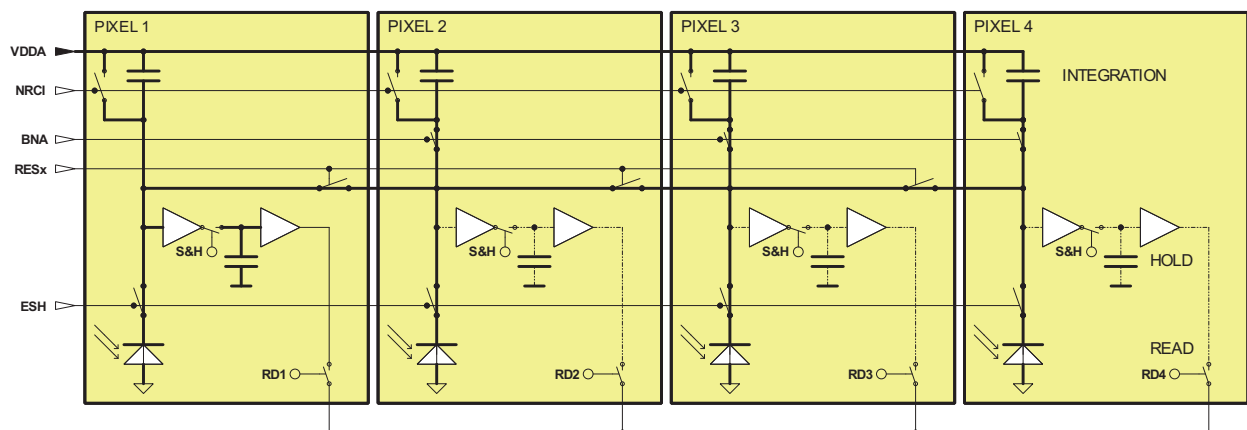 PIXEL 1
PIXEL 2
PIXEL 3
PIXEL 4
VDDA
INTEGRATION
NRCI
BNA
RESx
S&H
S&H
S&H
S&H
HOLD
ESH
READ
RD1
RD2
RD3
RD4